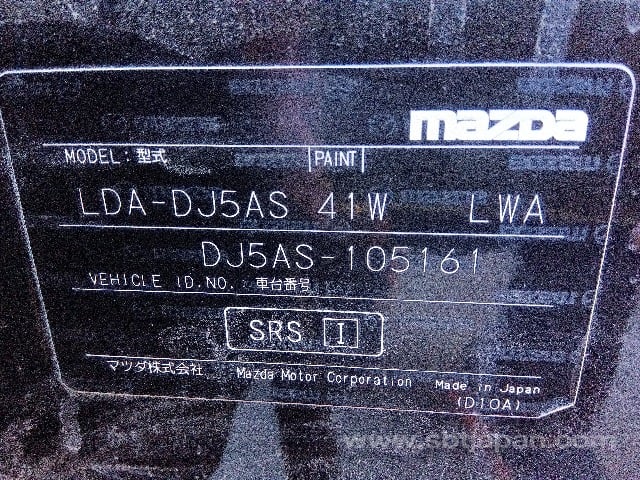 mazda
MODEL:型式 PAINT
LDA-DJ5AS 41W LWA
DJ5AS-105161
VEHICLE ID.NO. 車台番号
SRS I
マツダ株式会社 Mazda Motor Corporation Made in Japan
(D10A)
www.sbtjapan.com